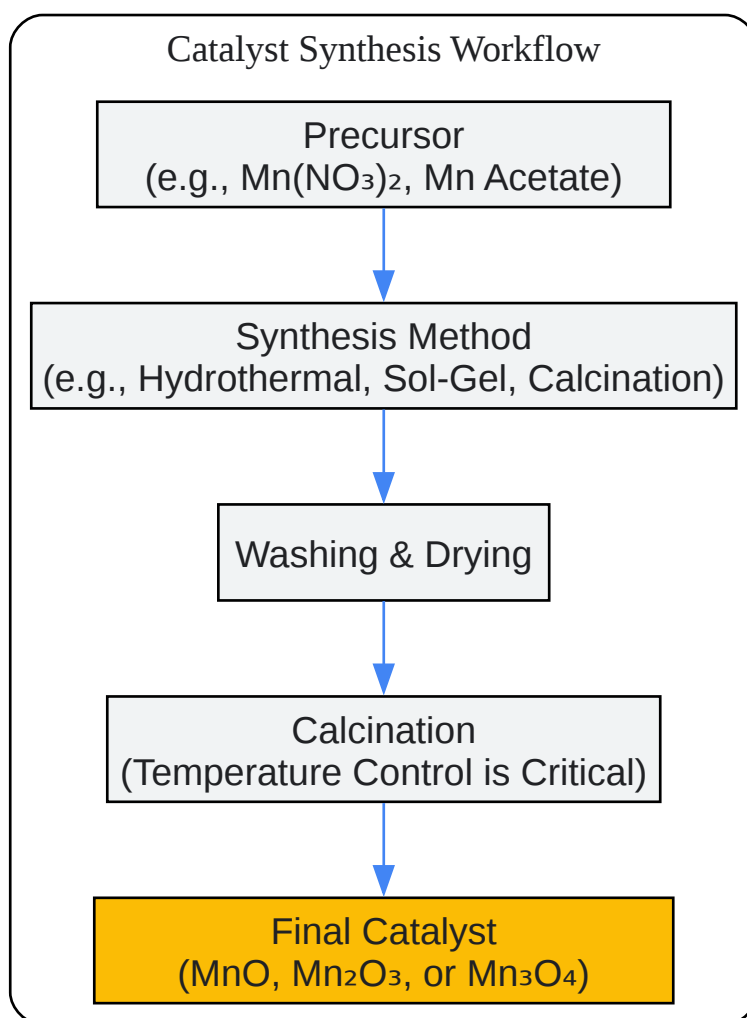 Catalyst Synthesis Workflow
Precursor
(e.g., Mn(NO₃)₂, Mn Acetate)
Synthesis Method
(e.g., Hydrothermal, Sol-Gel, Calcination)
Washing & Drying
Calcination
(Temperature Control is Critical)
Final Catalyst
(MnO, Mn₂O₃, or Mn₃O₄)